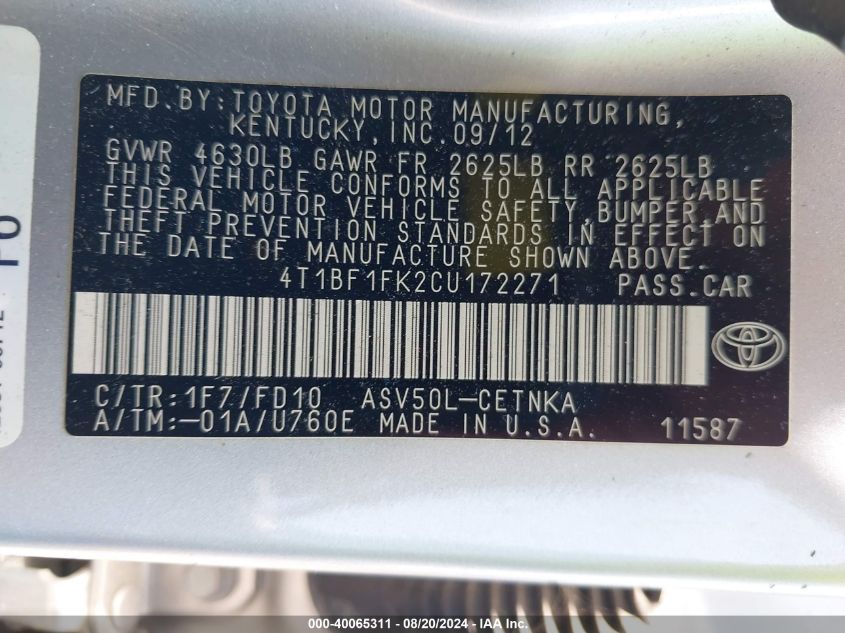 MFD. BY: TOYOTA MOTOR MANUFACTURING,
KENTUCKY, INC. 09/12
GVWR 4630LB GAWR FR 2625LB RR 2625LB
THIS VEHICLE CONFORMS TO ALL APPLICABLE
FEDERAL MOTOR VEHICLE SAFETY, BUMPER, AND
THEFT PREVENTION STANDARDS IN EFFECT ON
THE DATE OF MANUFACTURE SHOWN ABOVE.
4T1BF1FK2CU172271 PASS. CAR
C/TR: 1F7/FD10 ASV50L-CETNKA
A/TM:-01A/U760E MADE IN U.S.A. 11587
000-40065311 - 08/20/2024 - IAA Inc.